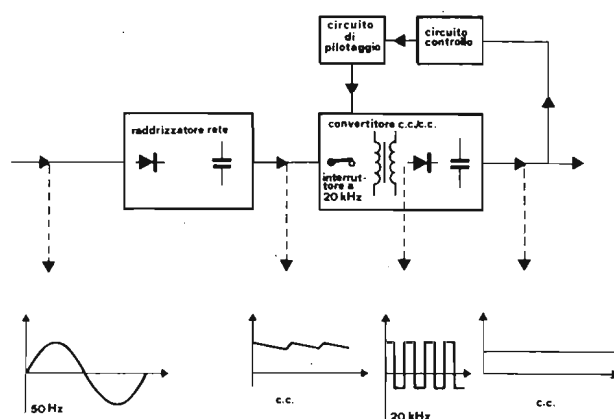 circuito
di
pilotaggio
circuito
controllo
raddrizzatore rete
convertitore c.c./c.c.
interrut-
tore a
20 kHz
50 Hz
c.c.
20 kHz
c.c.